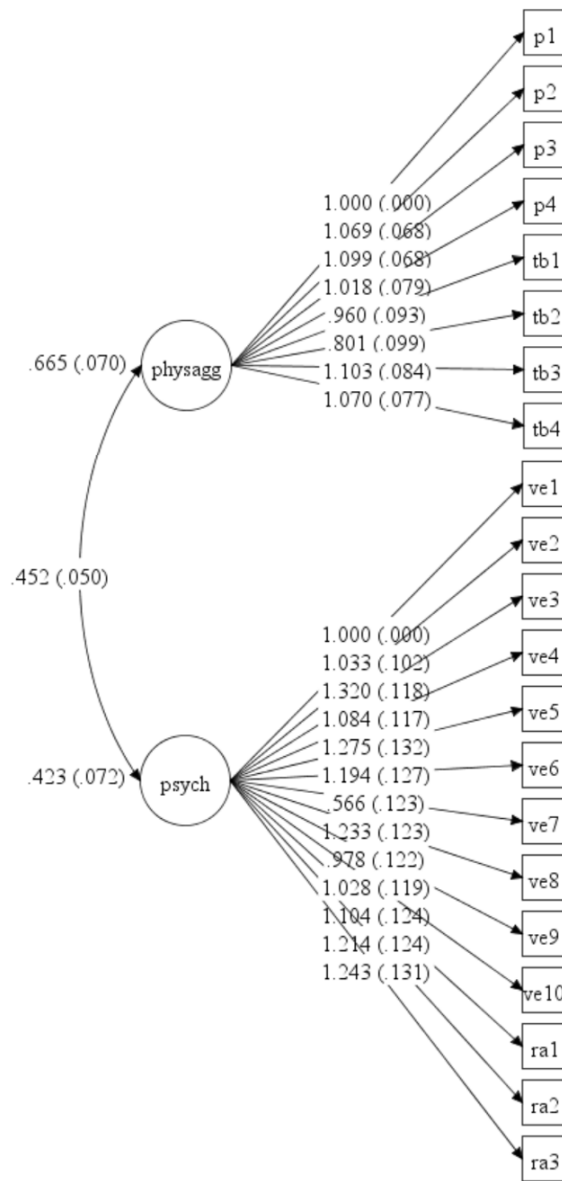 p1
p2
p3
p4
tb1
tb2
tb3
tb4
1.000 (.000)
1.069 (.068)
1.099 (.068)
1.018 (.079)
.960 (.093)
.801 (.099)
1.103 (.084)
1.070 (.077)
.665 (.070)
physagg
.452 (.050)
ve1
ve2
ve3
ve4
ve5
ve6
ve7
ve8
ve9
ve10
ra1
ra2
ra3
1.000 (.000)
1.033 (.102)
1.320 (.118)
1.084 (.117)
1.275 (.132)
1.194 (.127)
.566 (.123)
1.233 (.123)
.978 (.122)
1.028 (.119)
1.104 (.124)
1.214 (.124)
1.243 (.131)
.423 (.072)
psych